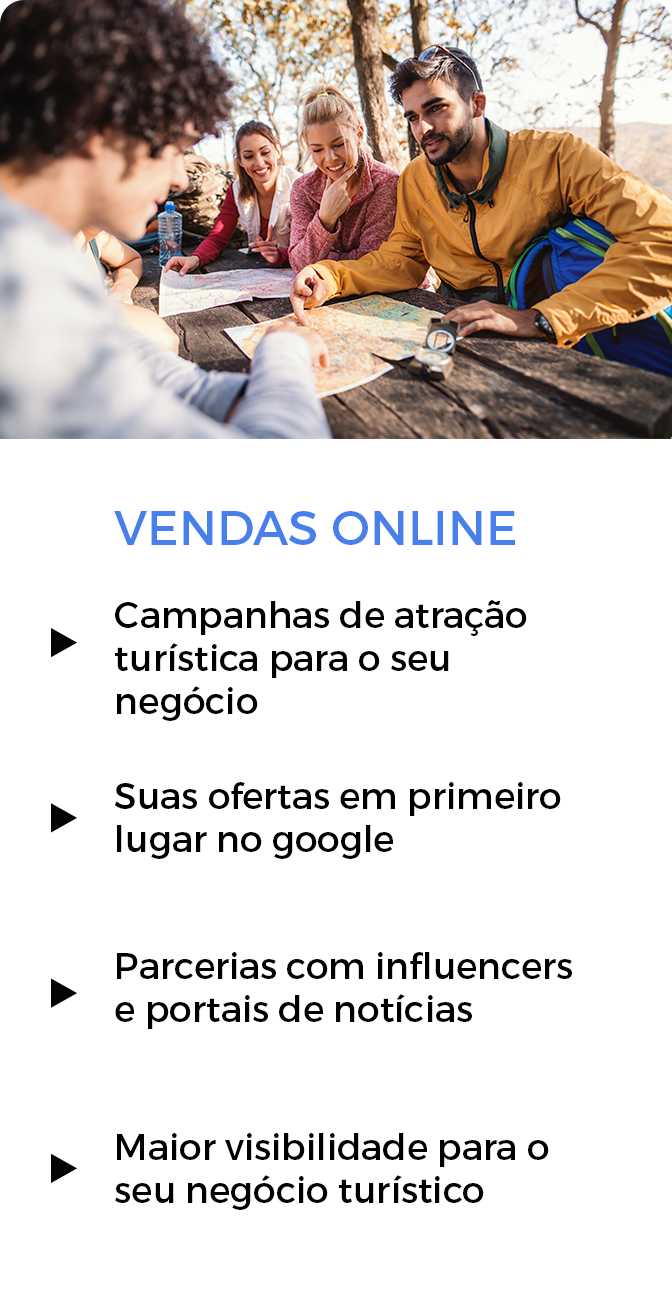 VENDAS ONLINE
Campanhas de atração
turística para o seu
negócio
Suas ofertas em primeiro
lugar no google
Parcerias com influencers
e portais de notícias
Maior visibilidade para o
seu negócio turístico